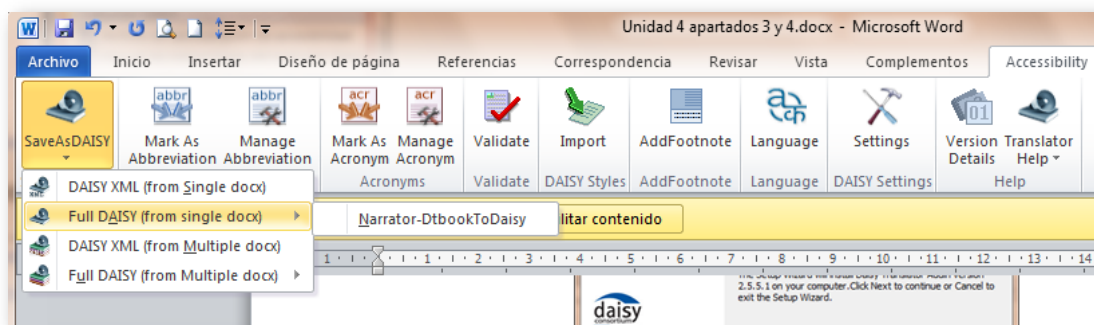 Unidad 4 apartados 3 y 4.docx - Microsoft Word
Archivo Inicio Insertar Diseño de página Referencias Correspondencia Revisar Vista Complementos Accessibility
abbr abbr acr acr
SaveAsDAISY Mark As Abbreviation Manage Abbreviation Mark As Acronym Manage Acronym Validate Import AddFootnote Language Settings Version Details Translator Help
Acronyms Validate DAISY Styles AddFootnote Language DAISY Settings Help
DAISY XML (from Single docx)
Full DAISY (from single docx) Narrator-DtbookToDaisy litar contenido
DAISY XML (from Multiple docx)
Full DAISY (from Multiple docx)
1 1 2 3 4 5 6 7 8 9 10 11 12 13 14
The Setup Wizard will install Daisy Translator Addin version
2.5.5.1 on your computer.Click Next to continue or Cancel to
exit the Setup Wizard.
daisy
consortium